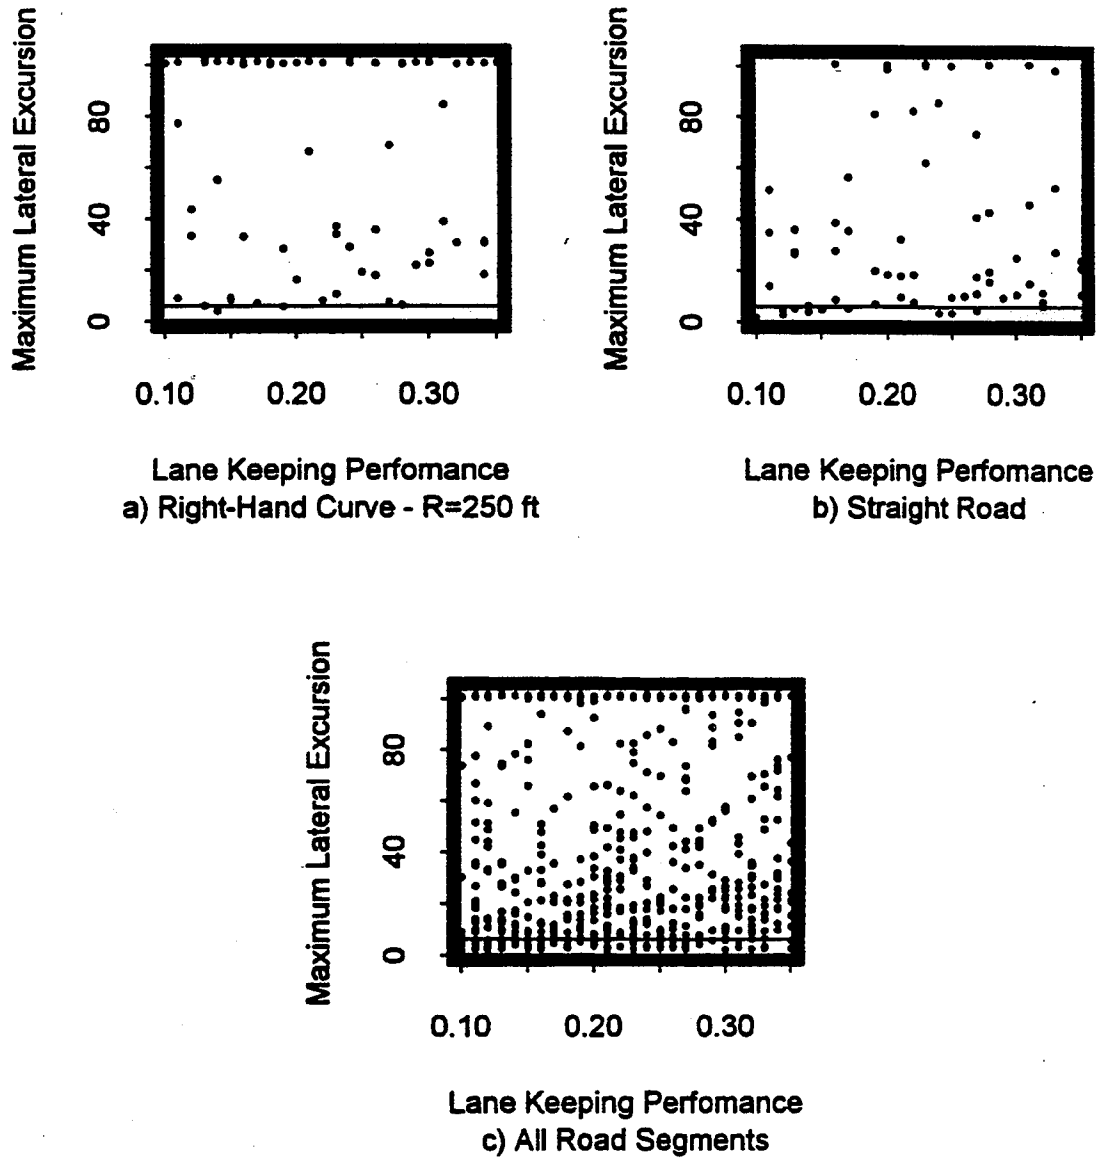 Maximum Lateral Excursion
80
40
0
0.10 0.20 0.30
Lane Keeping Perfomance
a) Right-Hand Curve - R=250 ft
Maximum Lateral Excursion
80
40
0
0.10 0.20 0.30
Lane Keeping Perfomance
b) Straight Road
Maximum Lateral Excursion
80
40
0
0.10 0.20 0.30
Lane Keeping Perfomance
c) All Road Segments